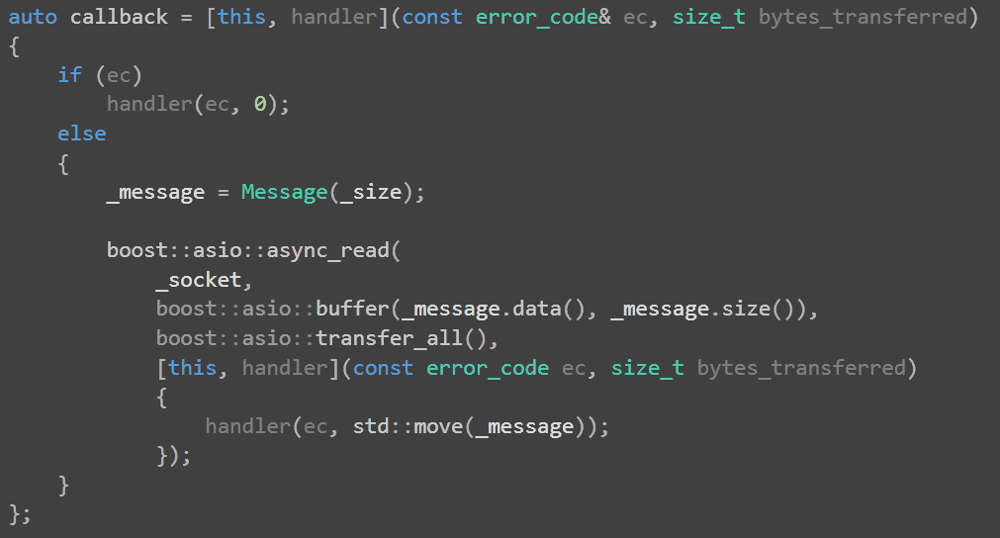 auto callback = [this, handler](const error_code& ec, size_t bytes_transferred)
{
    if (ec)
        handler(ec, 0);
    else
    {
        _message = Message(_size);

        boost::asio::async_read(
            _socket,
            boost::asio::buffer(_message.data(), _message.size()),
            boost::asio::transfer_all(),
            [this, handler](const error_code ec, size_t bytes_transferred)
            {
                handler(ec, std::move(_message));
            });
    }
};